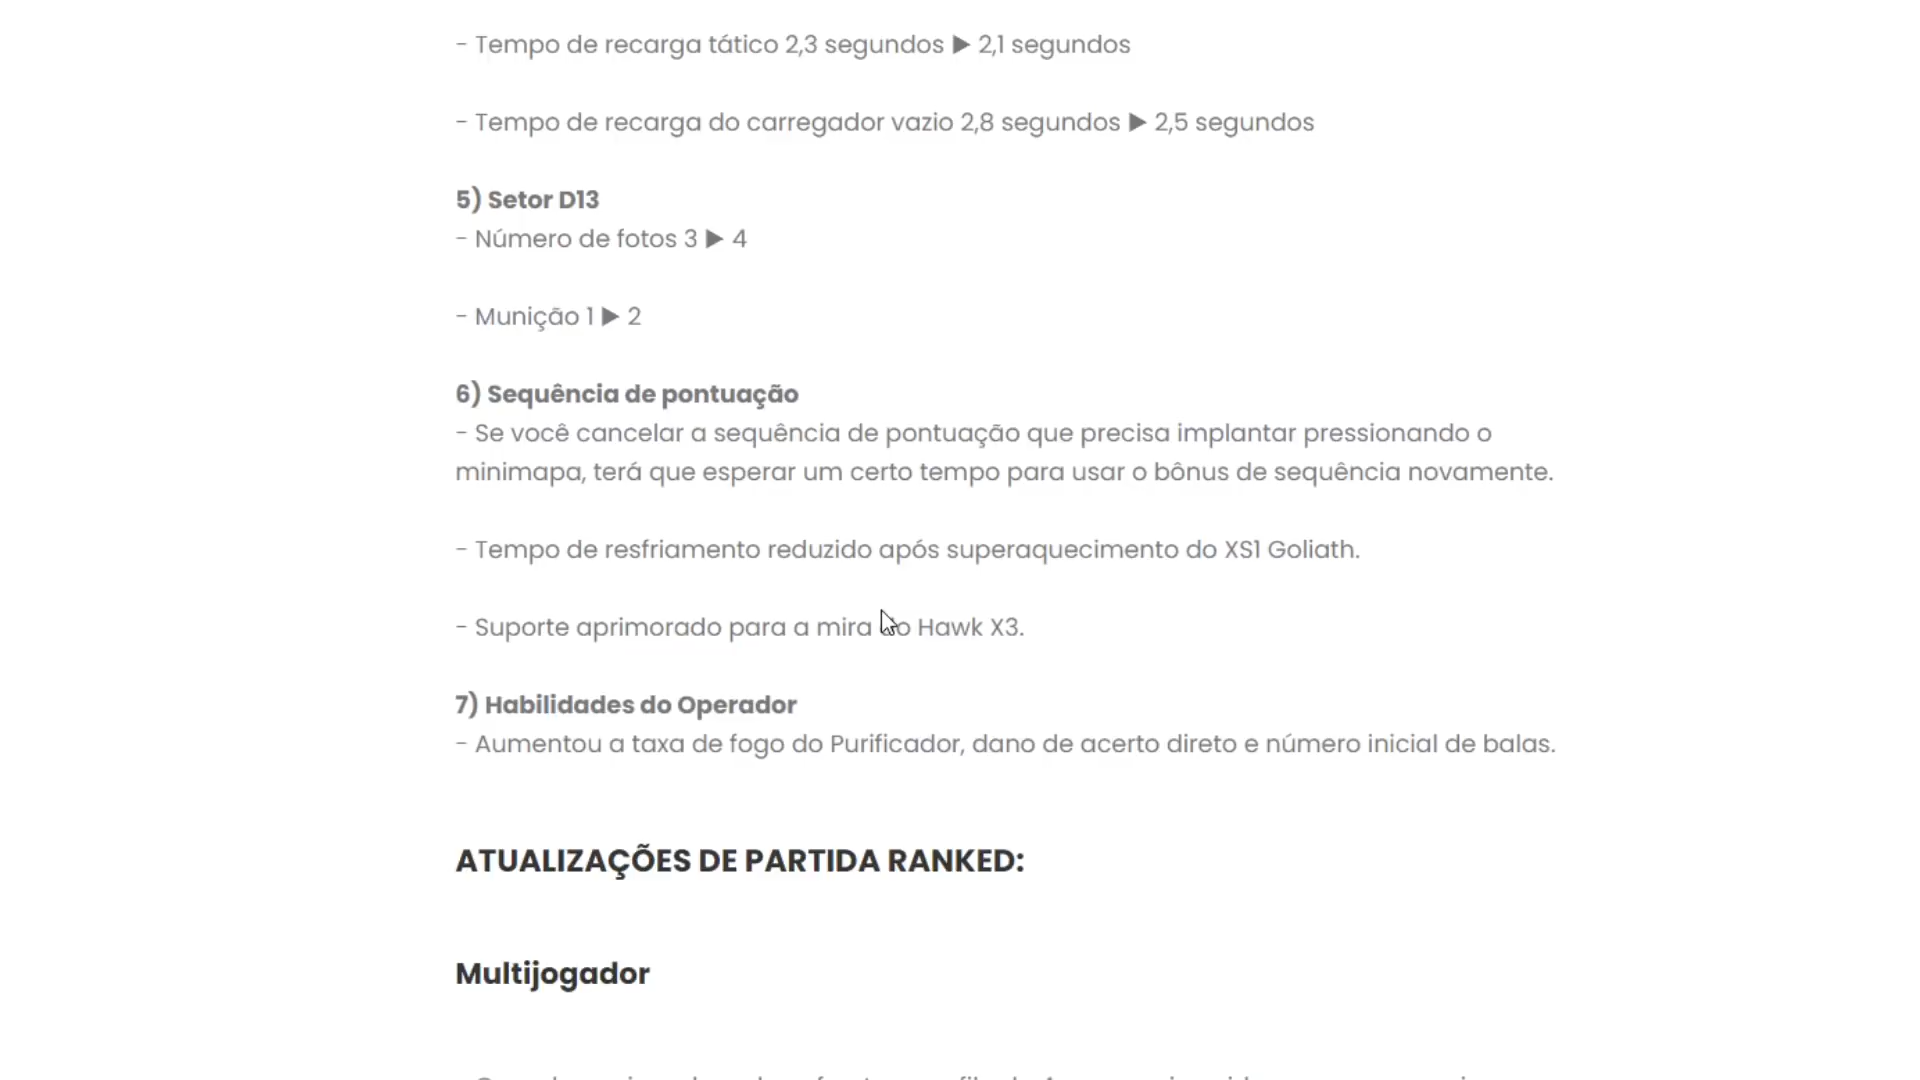 - Tempo de recarga tático 2,3 segundos ▶ 2,1 segundos
- Tempo de recarga do carregador vazio 2,8 segundos ▶ 2,5 segundos
5) Setor D13
- Número de fotos 3 ▶ 4
- Munição 1 ▶ 2
6) Sequência de pontuação
- Se você cancelar a sequência de pontuação que precisa implantar pressionando o
minimapa, terá que esperar um certo tempo para usar o bônus de sequência novamente.
- Tempo de resfriamento reduzido após superaquecimento do XS1 Goliath.
- Suporte aprimorado para a mira do Hawk X3.
7) Habilidades do Operador
- Aumentou a taxa de fogo do Purificador, dano de acerto direto e número inicial de balas.
ATUALIZAÇÕES DE PARTIDA RANKED:
Multijogador